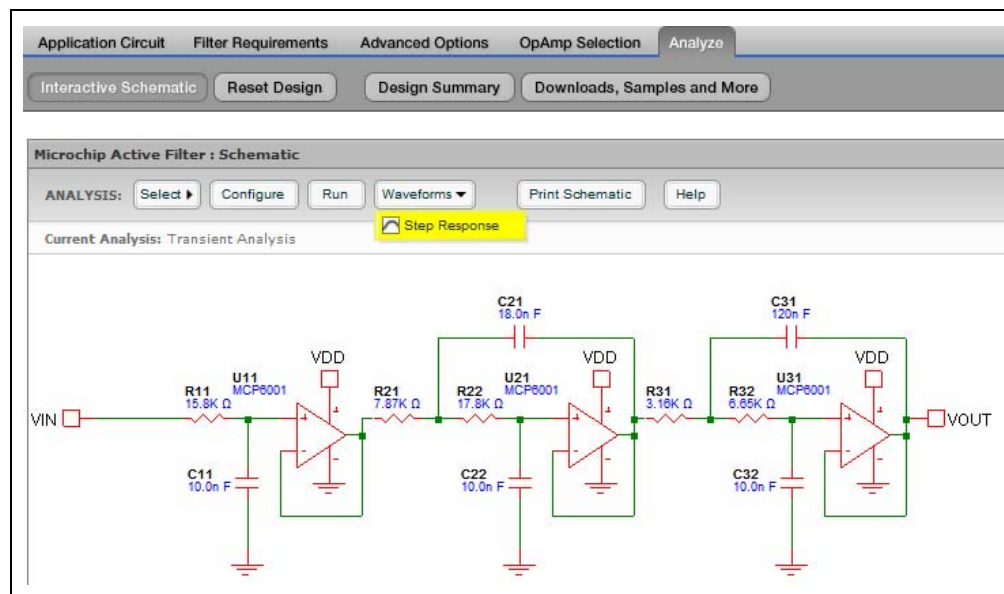 Application Circuit Filter Requirements Advanced Options OpAmp Selection Analyze
Interactive Schematic Reset Design Design Summary Downloads, Samples and More
Microchip Active Filter : Schematic
ANALYSIS: Select Configure Run Waveforms Print Schematic Help
Step Response
Current Analysis: Transient Analysis
C21
18.0n F
C31
120n F
VDD
VDD
VDD
R11
15.8K Ω
U11
MCP6001
R21
7.87K Ω
R22
17.8K Ω
U21
MCP6001
R31
3.16K Ω
R32
6.65K Ω
U31
MCP6001
VIN
VOUT
C11
10.0n F
C22
10.0n F
C32
10.0n F